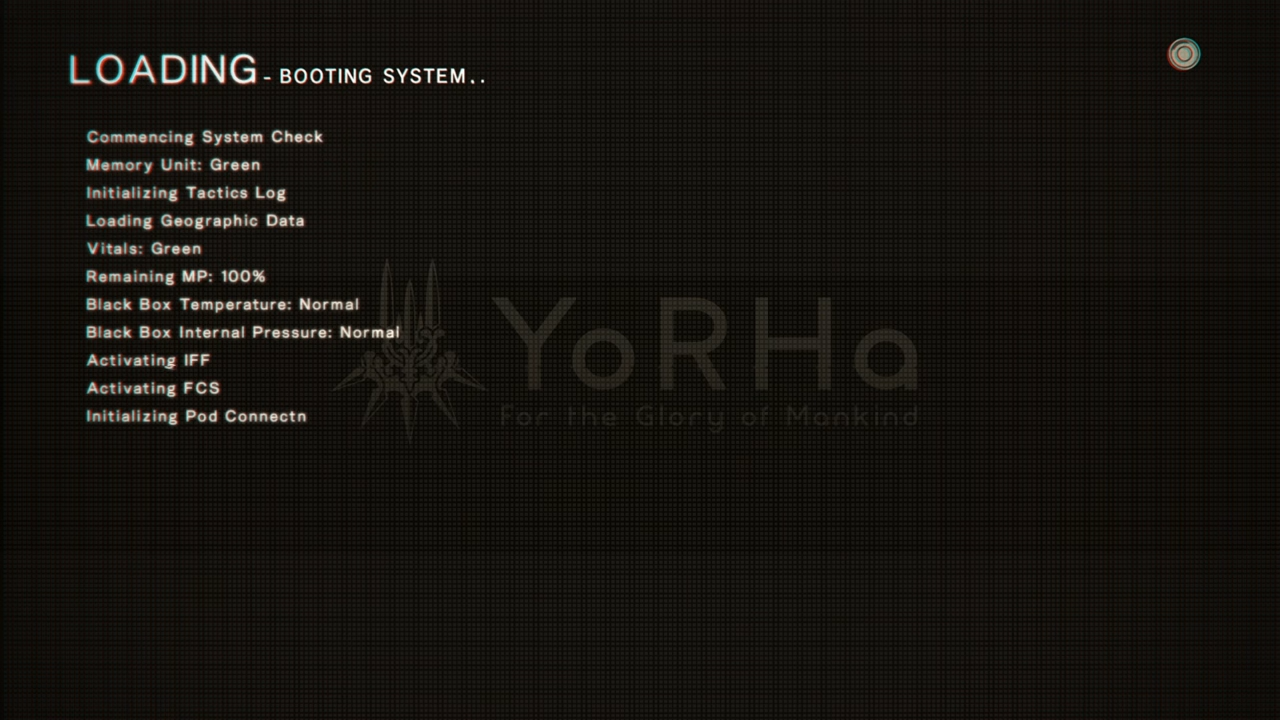 LOADING - BOOTING SYSTEM..
Commencing System Check
Memory Unit: Green
Initializing Tactics Log
Loading Geographic Data
Vitals: Green
Remaining MP: 100%
Black Box Temperature: Normal
Black Box Internal Pressure: Normal
Activating IFF
Activating FCS
Initializing Pod Connectn
YoRHa
For the Glory of Mankind